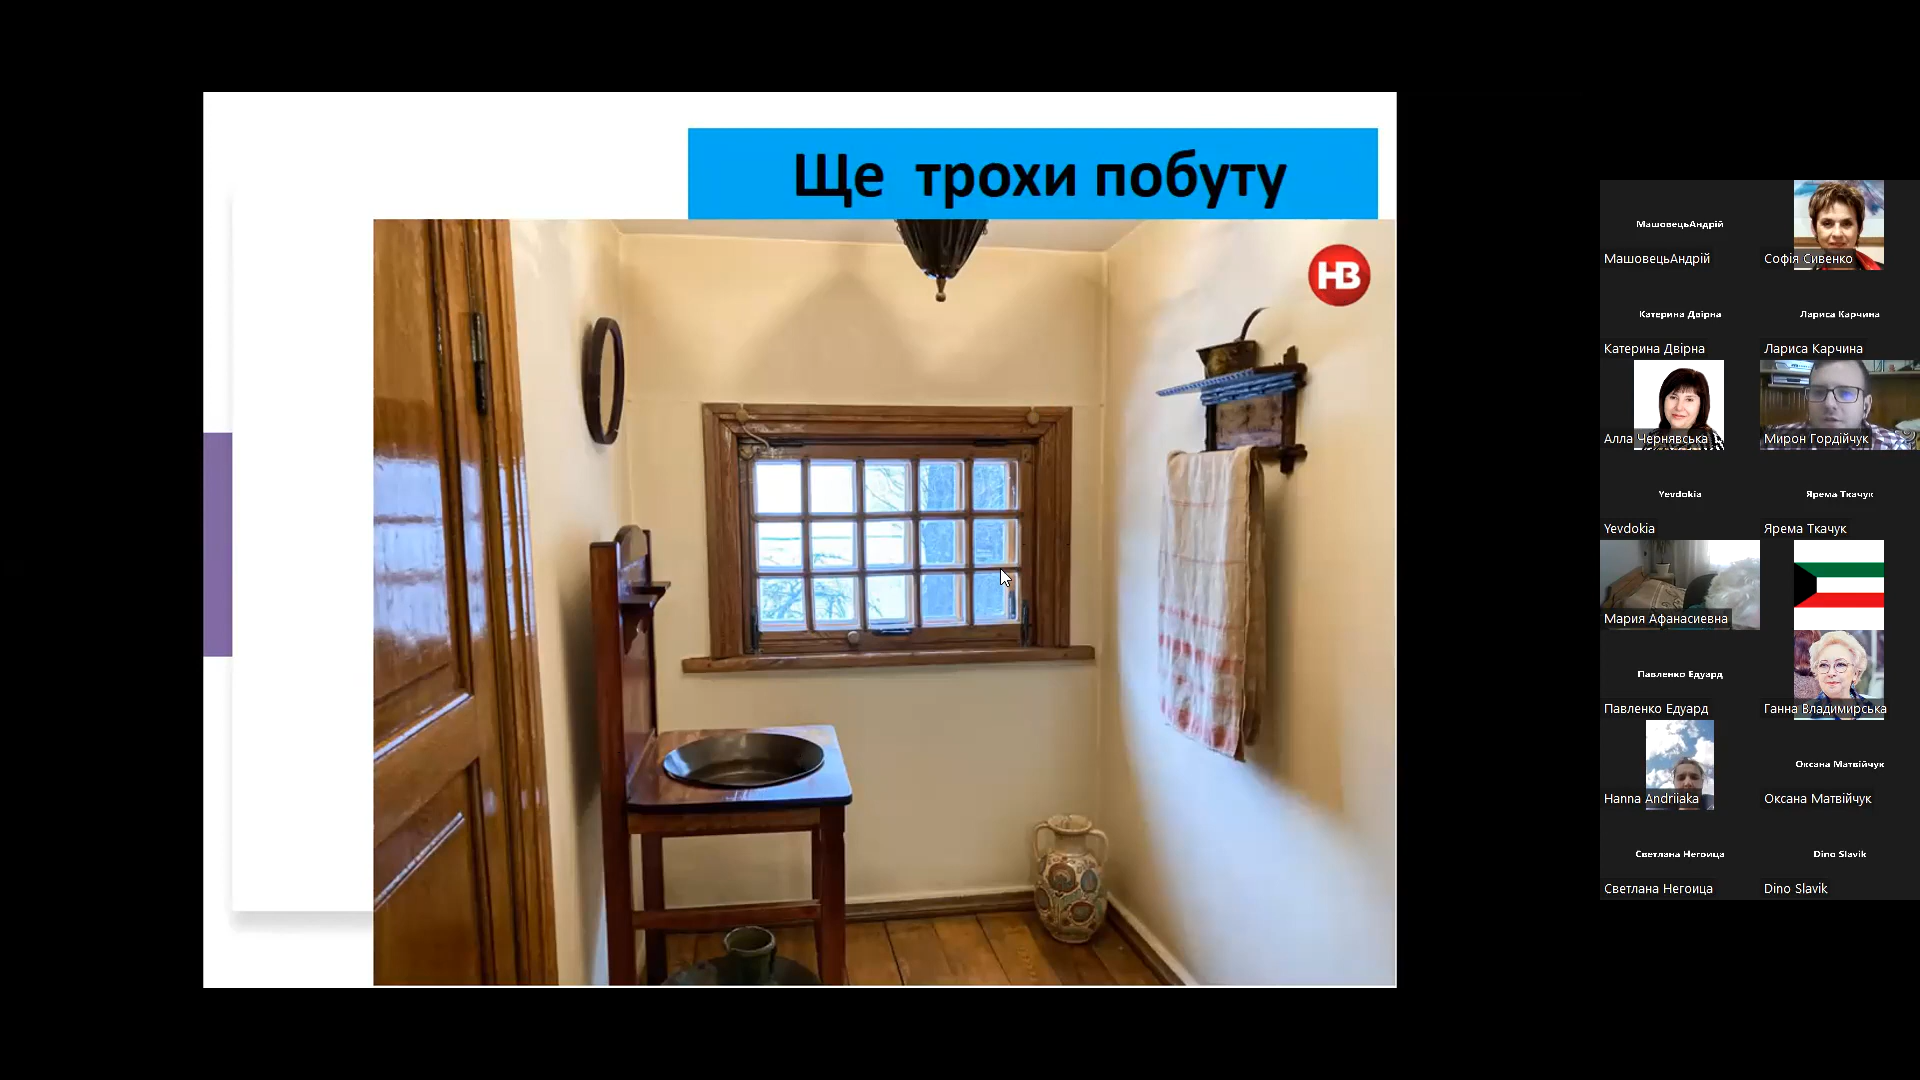 Ще трохи побуту
НВ
МашовецьАндрій
МашовецьАндрій
Софія Сивенко
Катерина Двірна
Катерина Двірна
Лариса Карчина
Лариса Карчина
Алла Чернявська
Мирон Гордійчук
Yevdokia
Yevdokia
Ярема Ткачук
Ярема Ткачук
Мария Афанасиевна
Павленко Едуард
Павленко Едуард
Ганна Владимирська
Hanna Andriiaka
Оксана Матвійчук
Оксана Матвійчук
Светлана Негоица
Светлана Негоица
Dino Slavik
Dino Slavik